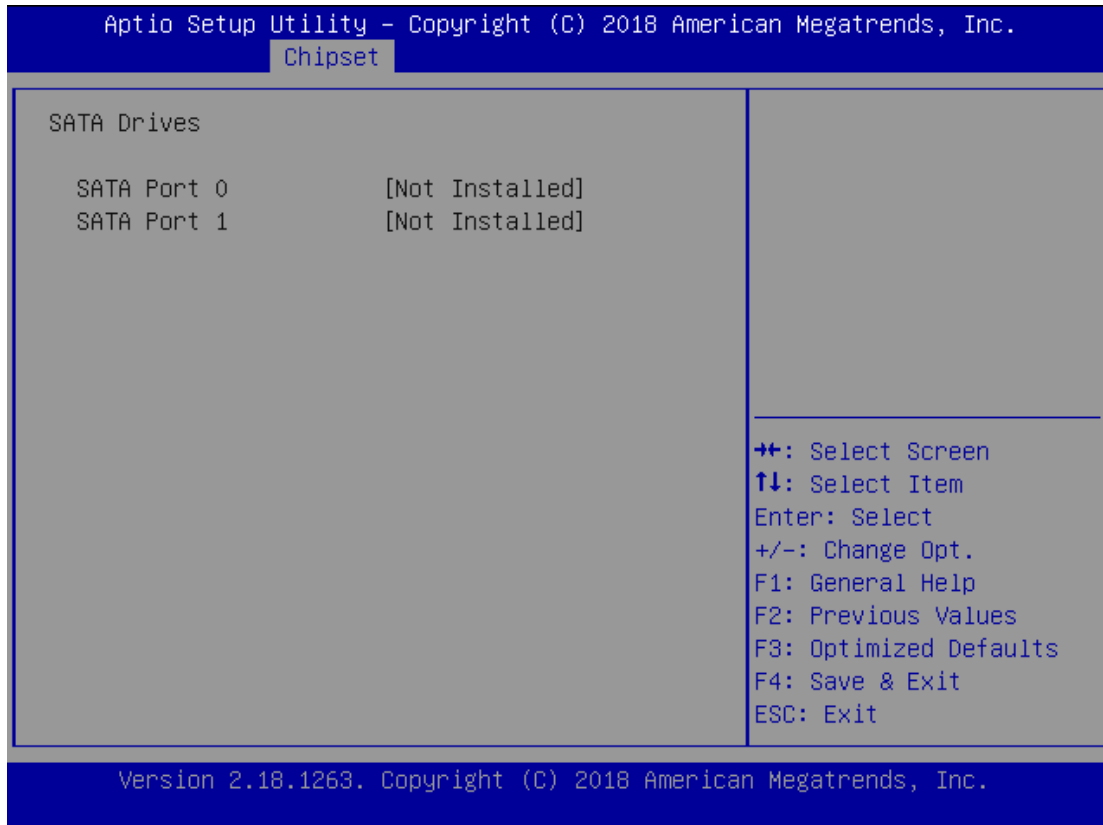 Aptio Setup Utility – Copyright (C) 2018 American Megatrends, Inc.
Chipset
SATA Drives
SATA Port 0 [Not Installed]
SATA Port 1 [Not Installed]
→←: Select Screen
↑↓: Select Item
Enter: Select
+/-: Change Opt.
F1: General Help
F2: Previous Values
F3: Optimized Defaults
F4: Save & Exit
ESC: Exit
Version 2.18.1263. Copyright (C) 2018 American Megatrends, Inc.